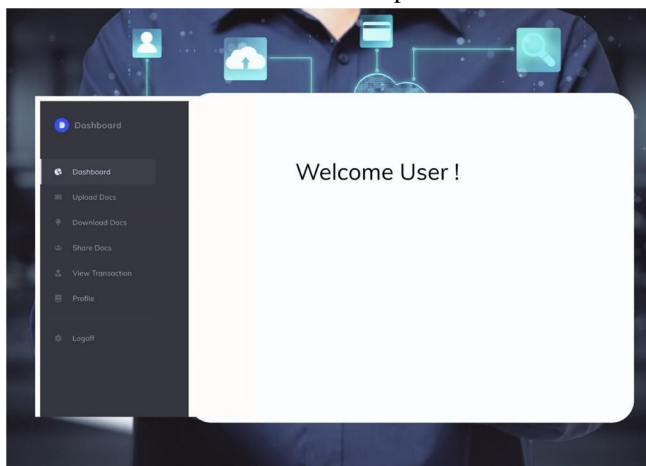 Dashboard
Dashboard
Upload Docs
Download Docs
Share Docs
View Transaction
Profile
Logoff
Welcome User !